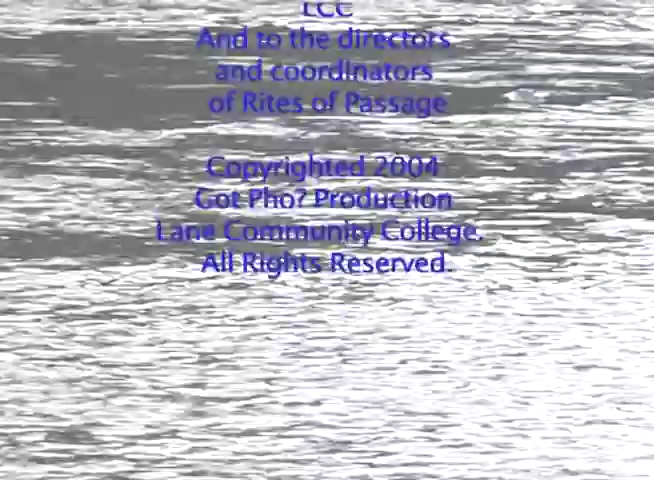 LCC
And to the directors
and coordinators
of Rites of Passage
Copyrighted 2004
Got Pho? Production
Lane Community College.
All Rights Reserved.